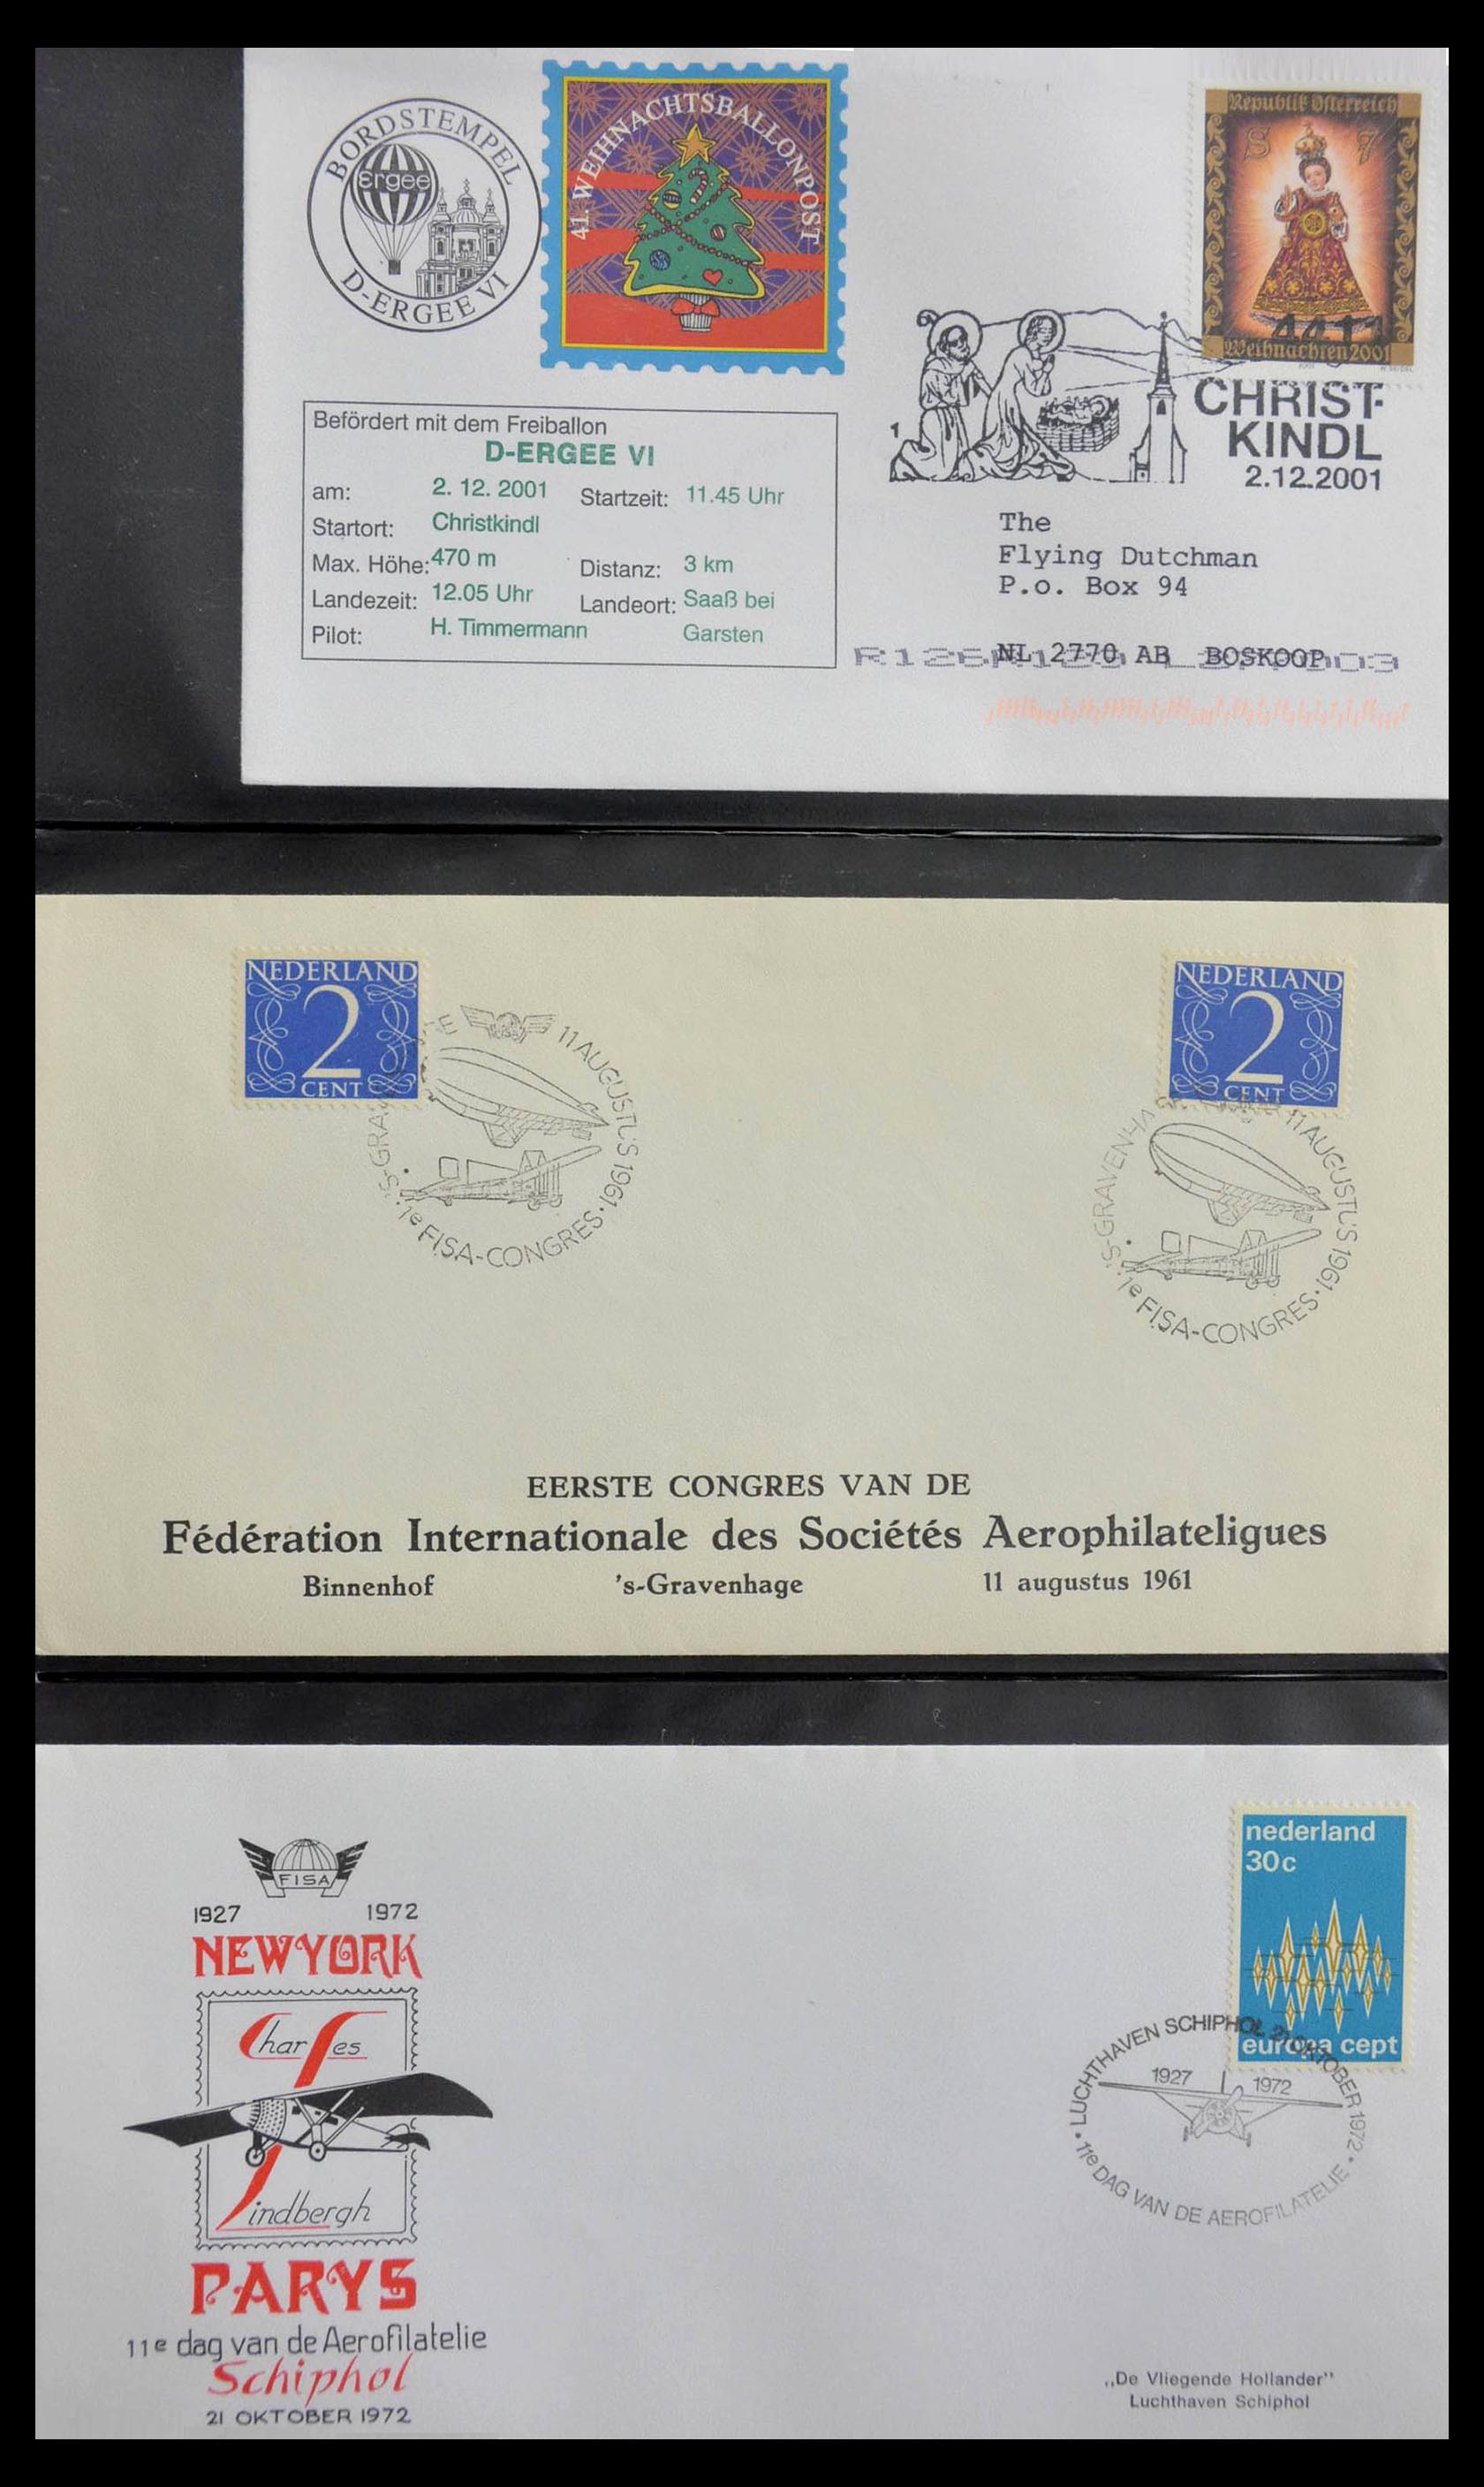 BORDSTEMPEL
ergee
D-ERGEE VI
41. WEIHNACHTSBALLONPOST
Republik Österreich
S 7
Weihnachten 2001
CHRIST-
KINDL
2.12.2001
1
Befördert mit dem Freiballon
D-ERGEE VI
am: 2. 12. 2001 Startzeit: 11.45 Uhr
Startort: Christkindl
Max. Höhe: 470 m Distanz: 3 km
Landezeit: 12.05 Uhr Landeort: Saaß bei
Pilot: H. Timmermann Garsten
The
Flying Dutchman
P.o. Box 94
NL 2770 AB BOSKOOP
NEDERLAND
2
CENT
11 AUGUSTUS 1961
1e F.I.S.A-CONGRES
NEDERLAND
2
CENT
'S-GRAVENHA 11 AUGUSTUS 1961
1e F.I.S.A-CONGRES
EERSTE CONGRES VAN DE
Fédération Internationale des Sociétés Aerophilateligues
Binnenhof 's-Gravenhage 11 augustus 1961
FISA
1927 1972
NEW YORK
Charles
Lindbergh
PARYS
11e dag van de Aerofilatelie
Schiphol
21 OKTOBER 1972
nederland
30c
europa cept
LUCHTHAVEN SCHIPHOL 21 OKTOBER 1972
1927 1972
11e DAG VAN DE AEROFILATELIE
„De Vliegende Hollander"
Luchthaven Schiphol